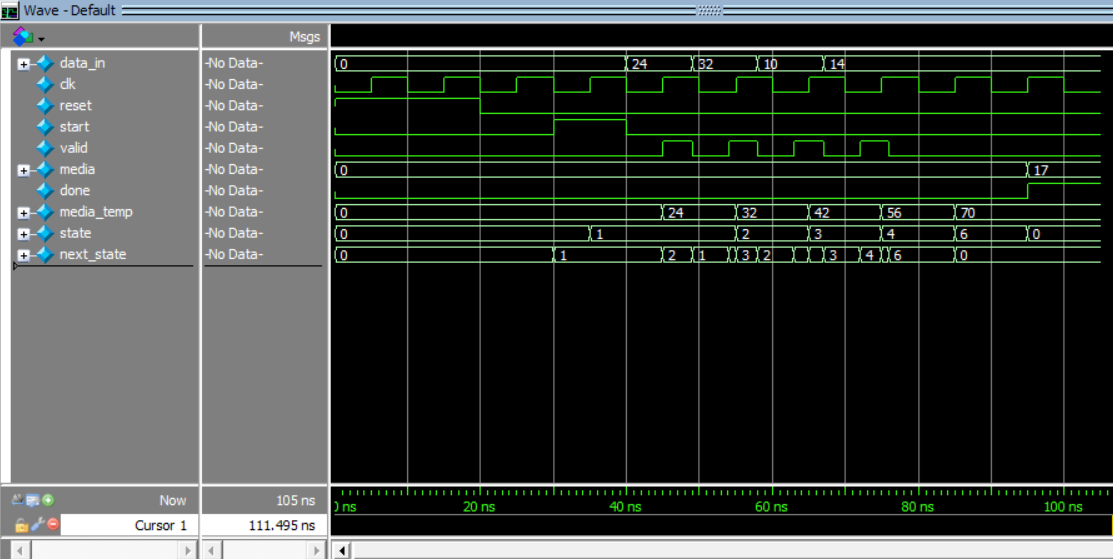 Wave - Default
Msgs
data_in -No Data- 0 24 32 10 14
clk -No Data-
reset -No Data-
start -No Data-
valid -No Data-
media -No Data- 0 17
done -No Data-
media_temp -No Data- 0 24 32 42 56 70
state -No Data- 0 1 2 3 4 6 0
next_state -No Data- 0 1 2 1 3 2 3 4 6 0
Now 105 ns ns 20 ns 40 ns 60 ns 80 ns 100 ns
Cursor 1 111.495 ns